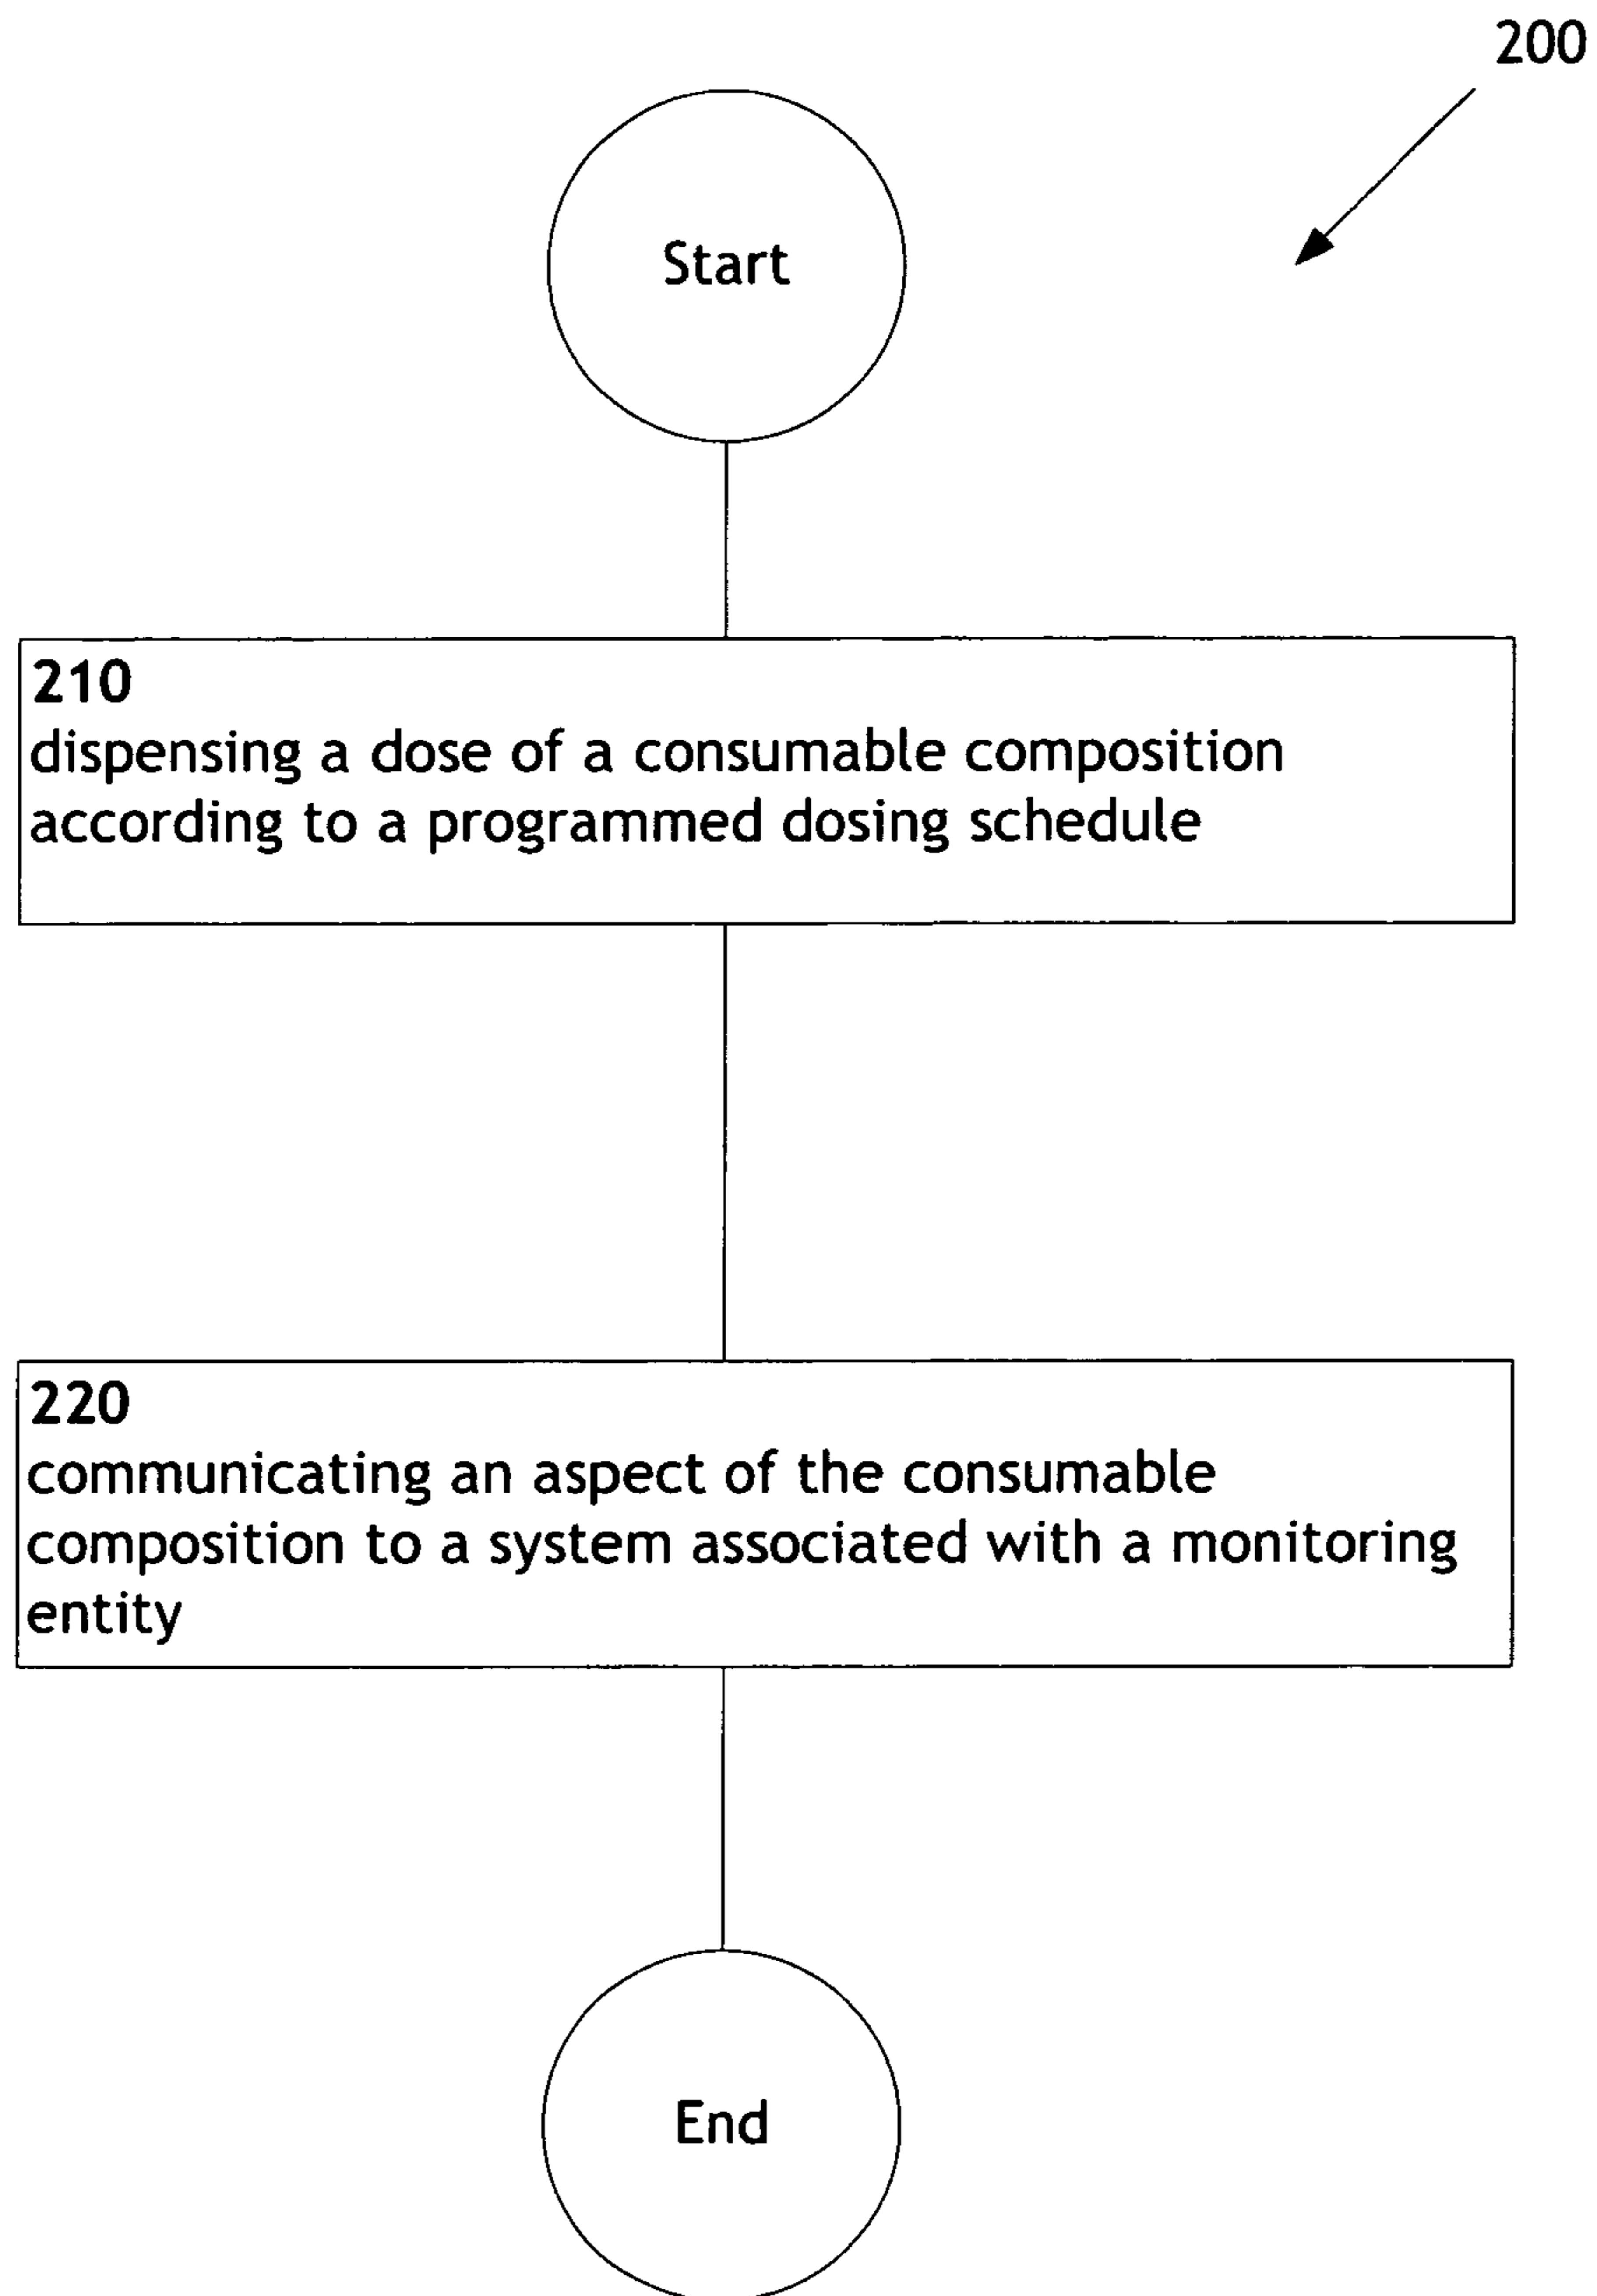 200
Start
210
dispensing a dose of a consumable composition
according to a programmed dosing schedule
220
communicating an aspect of the consumable
composition to a system associated with a monitoring
entity
End